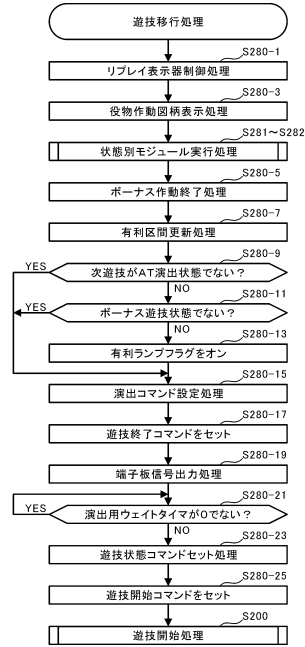 遊技移行処理
S280-1
リプレイ表示器制御処理
S280-3
役物作動図柄表示処理
S281～S282
状態別モジュール実行処理
S280-5
ボーナス作動終了処理
S280-7
有利区間更新処理
S280-9
YES
次遊技がAT演出状態でない？
NO
S280-11
YES
ボーナス遊技状態でない？
NO
S280-13
有利ランプフラグをオン
S280-15
演出コマンド設定処理
S280-17
遊技終了コマンドをセット
S280-19
端子板信号出力処理
S280-21
YES
演出用ウェイトタイマが0でない？
NO
S280-23
遊技状態コマンドセット処理
S280-25
遊技開始コマンドをセット
S200
遊技開始処理